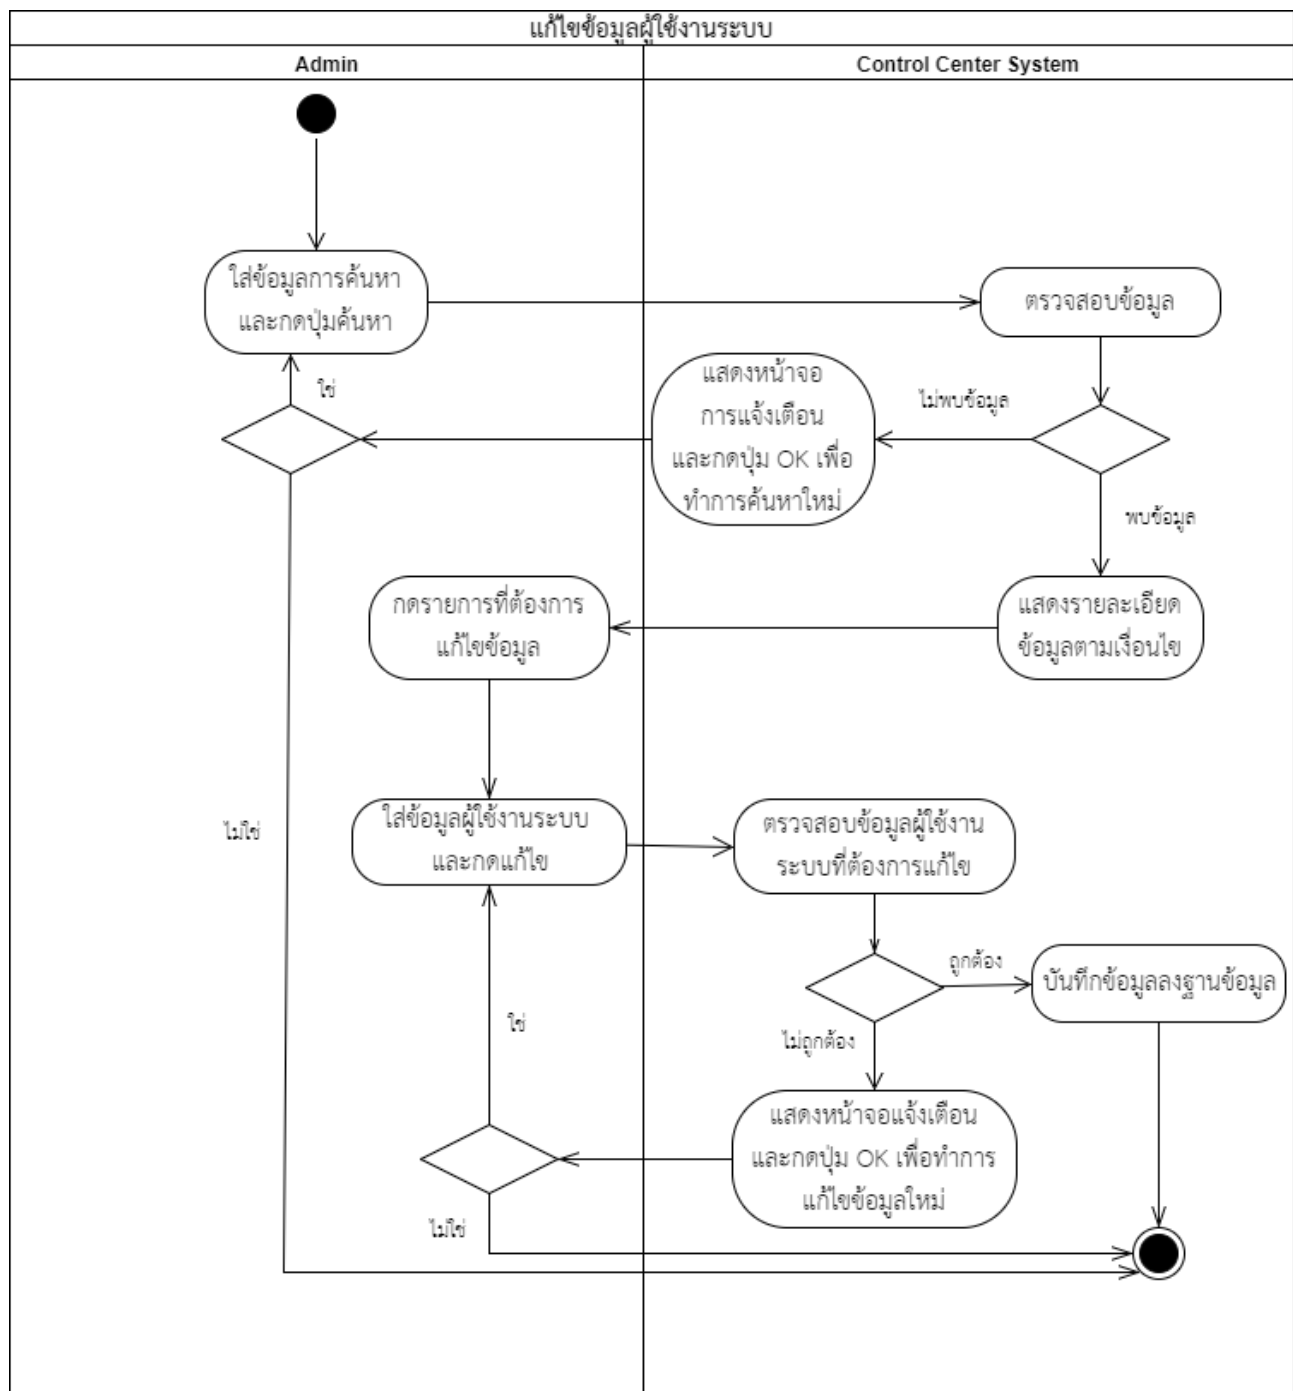 แก้ไขข้อมูลผู้ใช้งานระบบ
Admin
Control Center System
ใส่ข้อมูลการค้นหา
และกดปุ่มค้นหา
ตรวจสอบข้อมูล
ใช่
แสดงหน้าจอ
การแจ้งเตือน
และกดปุ่ม OK เพื่อ
ทำการค้นหาใหม่
ไม่พบข้อมูล
พบข้อมูล
กดรายการที่ต้องการ
แก้ไขข้อมูล
แสดงรายละเอียด
ข้อมูลตามเงื่อนไข
ไม่ใช่
ใส่ข้อมูลผู้ใช้งานระบบ
และกดแก้ไข
ตรวจสอบข้อมูลผู้ใช้งาน
ระบบที่ต้องการแก้ไข
ถูกต้อง
บันทึกข้อมูลลงฐานข้อมูล
ใช่
ไม่ถูกต้อง
แสดงหน้าจอแจ้งเตือน
และกดปุ่ม OK เพื่อทำการ
แก้ไขข้อมูลใหม่
ไม่ใช่